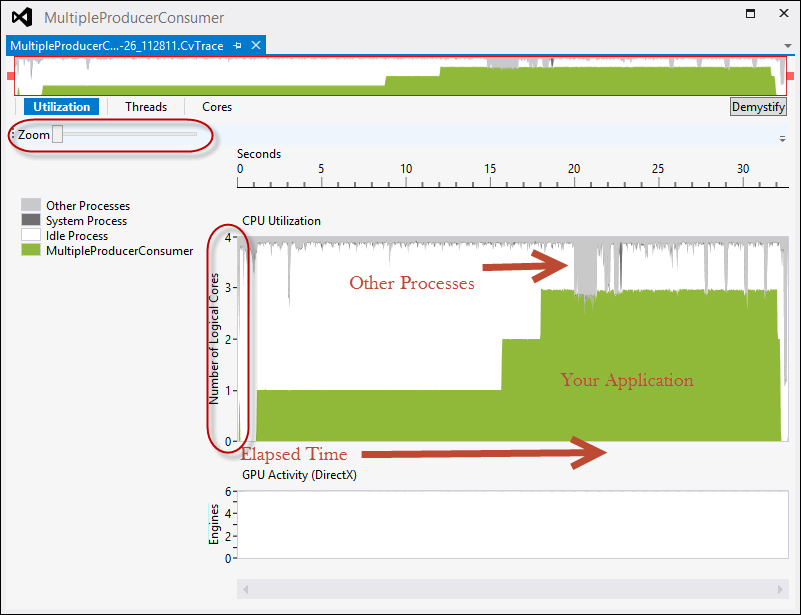 MultipleProducerConsumer
MultipleProducerC...-26_112811.CvTrace
Utilization Threads Cores Demystify
Zoom
Seconds
0 5 10 15 20 25 30
Other Processes
System Process
Idle Process
MultipleProducerConsumer
CPU Utilization
4
3
2
1
0
Number of Logical Cores
Other Processes
Your Application
Elapsed Time
GPU Activity (DirectX)
6
4
2
0
Engines